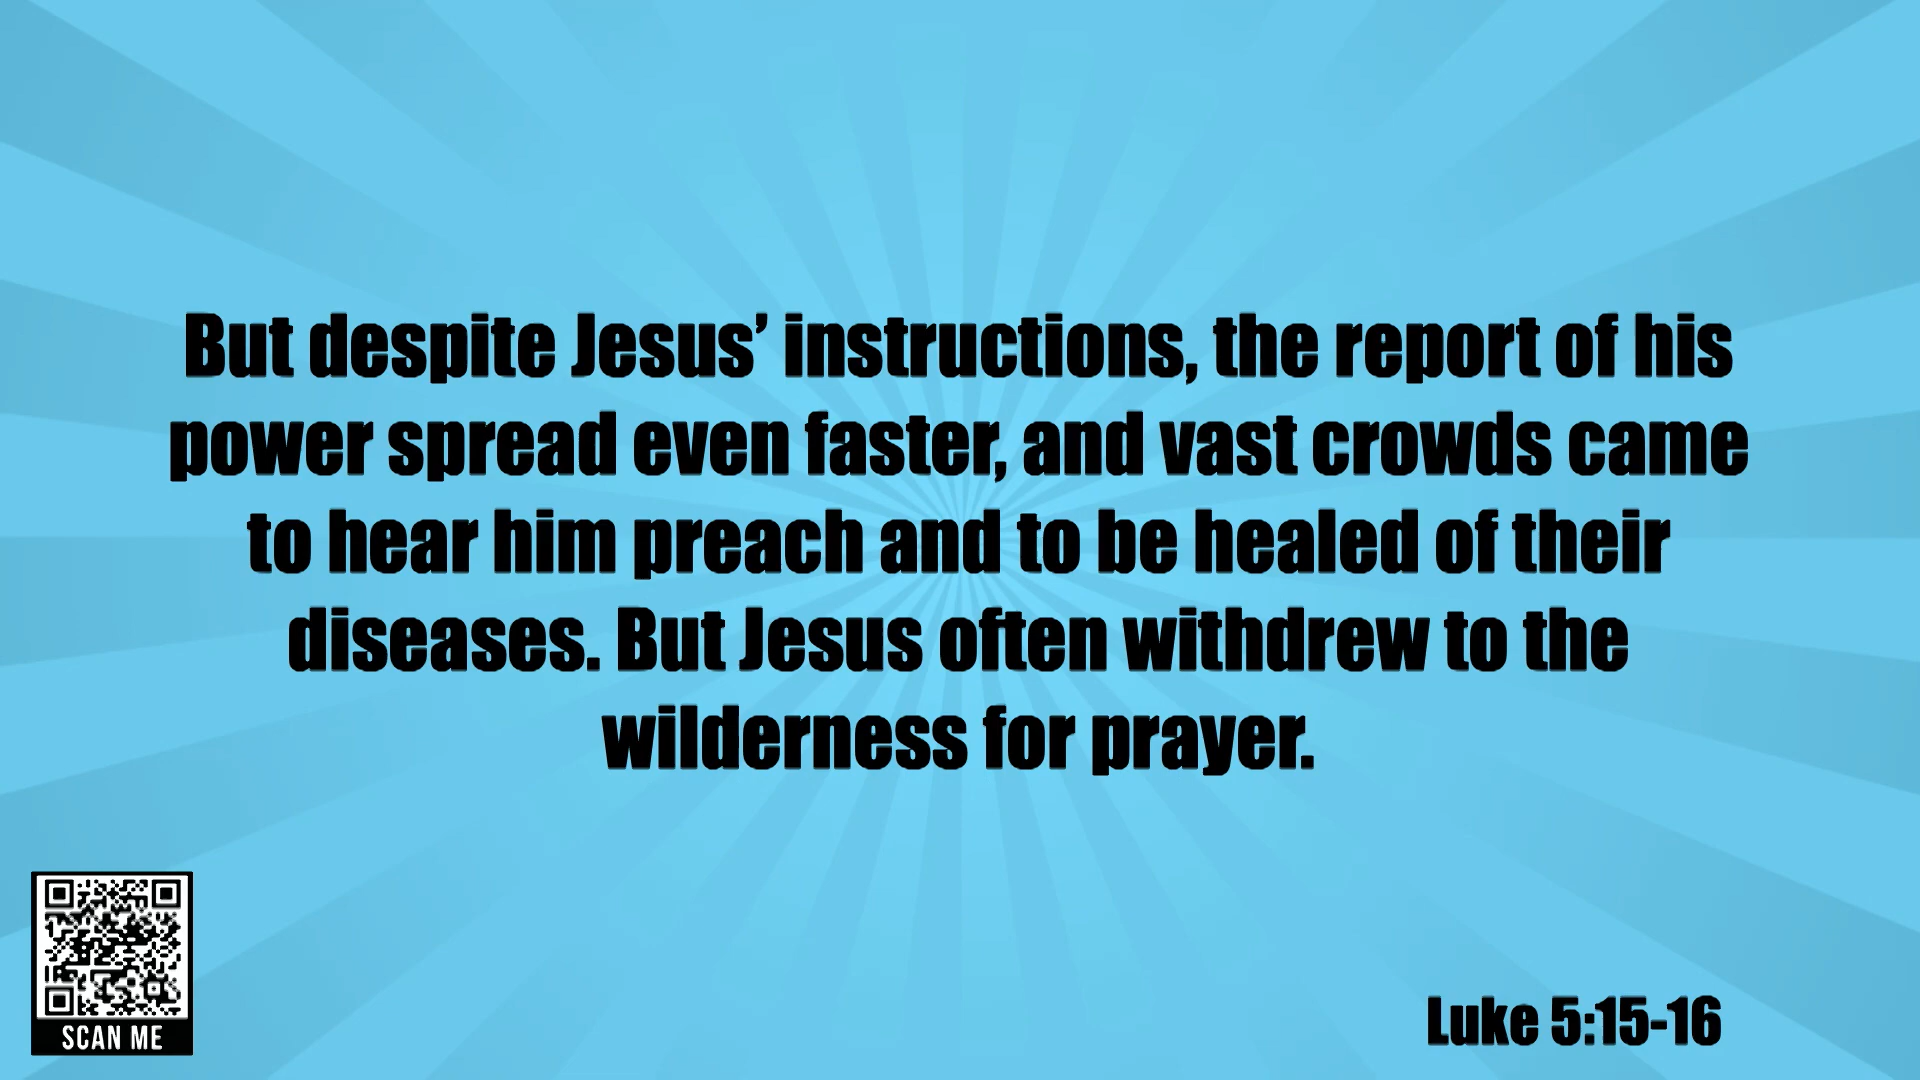 But despite Jesus’ instructions, the report of his
power spread even faster, and vast crowds came
to hear him preach and to be healed of their
diseases. But Jesus often withdrew to the
wilderness for prayer.
SCAN ME
Luke 5:15-16